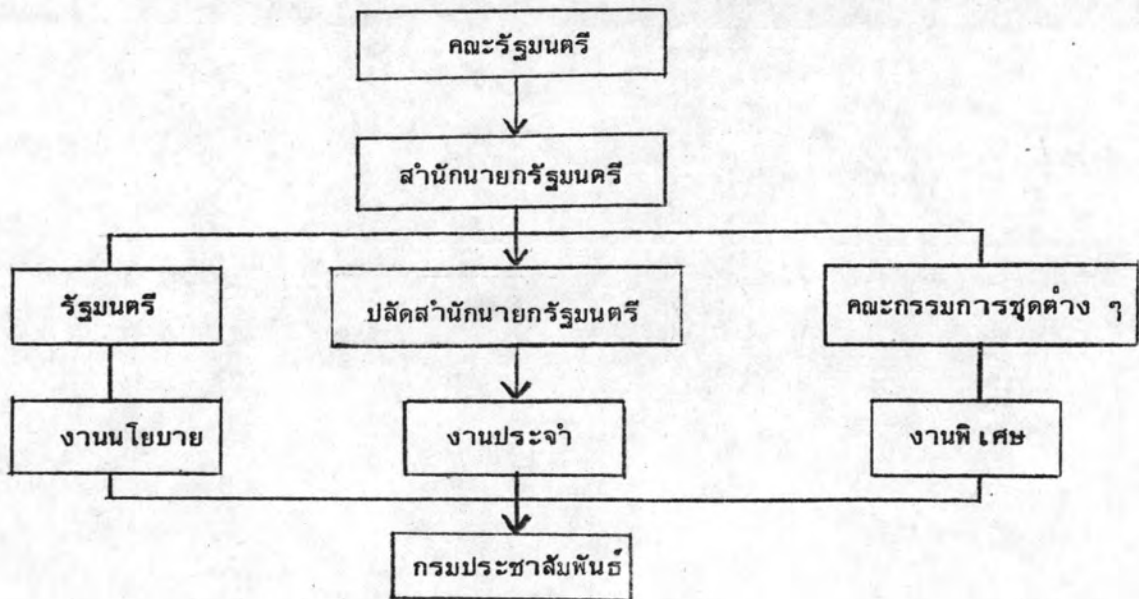 คณะรัฐมนตรี
สำนักนายกรัฐมนตรี
รัฐมนตรี
ปลัดสำนักนายกรัฐมนตรี
คณะกรรมการชุดต่าง ๆ
งานนโยบาย
งานประจำ
งานพิเศษ
กรมประชาสัมพันธ์